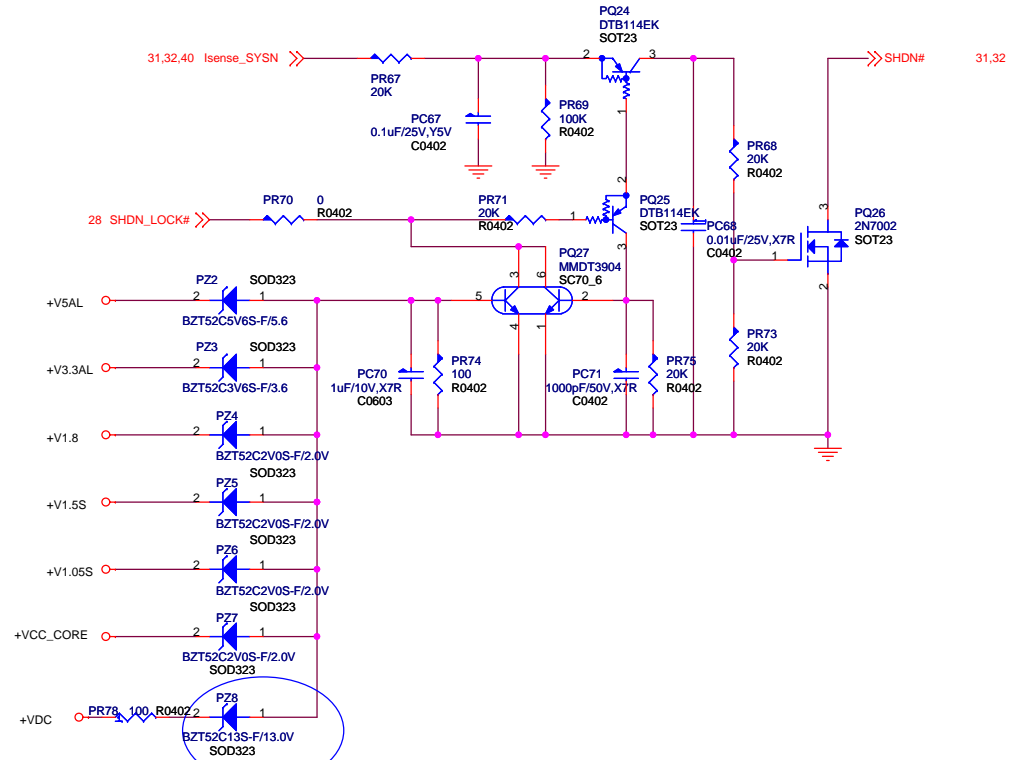 PQ24
DTB114EK
SOT23
31,32,40 Isense_SYSN
2
3
SHDN#
31,32
PR67
20K
PC67
0.1uF/25V,Y5V
C0402
PR69
100K
R0402
1
PR68
20K
R0402
2
28 SHDN_LOCK#
PR70
0
R0402
PR71
20K
R0402
1
PQ25
DTB114EK
SOT23
3
PC68
0.01uF/25V,X7R
C0402
3
PQ26
2N7002
SOT23
1
2
PQ27
MMDT3904
SC70_6
3
6
5
2
4
1
+V5AL
PZ2
SOD323
2
1
BZT52C5V6S-F/5.6
+V3.3AL
PZ3
SOD323
2
1
BZT52C3V6S-F/3.6
PC70
1uF/10V,X7R
C0603
PR74
100
R0402
PC71
1000pF/50V,X7R
C0402
PR75
20K
R0402
PR73
20K
R0402
+V1.8
PZ4
2
1
BZT52C2V0S-F/2.0V
SOD323
+V1.5S
PZ5
2
1
BZT52C2V0S-F/2.0V
SOD323
+V1.05S
PZ6
2
1
BZT52C2V0S-F/2.0V
SOD323
+VCC_CORE
PZ7
2
1
BZT52C2V0S-F/2.0V
SOD323
+VDC
PR78
100
R0402
PZ8
2
1
BZT52C13S-F/13.0V
SOD323